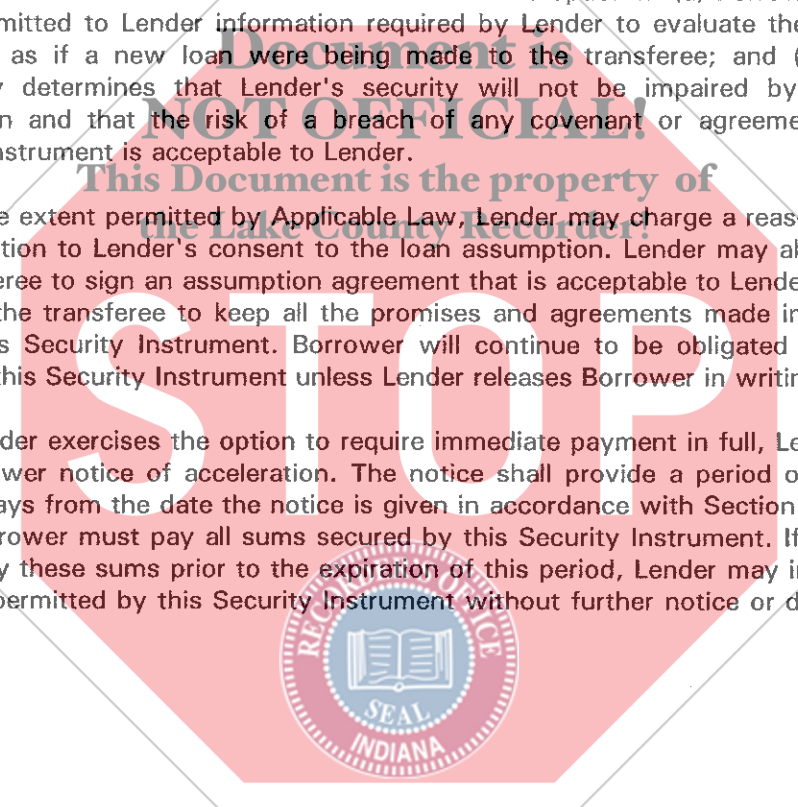 mitted to Lender information required by Lender to evaluate the
as if a new loan were being made to the transferee; and (
y determines that Lender's security will not be impaired by
n and that the risk of a breach of any covenant or agreeme
nstrument is acceptable to Lender.
e extent permitted by Applicable Law, Lender may charge a reas
tion to Lender's consent to the loan assumption. Lender may al
eree to sign an assumption agreement that is acceptable to Lende
the transferee to keep all the promises and agreements made in
s Security Instrument. Borrower will continue to be obligated
this Security Instrument unless Lender releases Borrower in writin
der exercises the option to require immediate payment in full, Le
ower notice of acceleration. The notice shall provide a period o
ays from the date the notice is given in accordance with Section
rower must pay all sums secured by this Security Instrument. If
y these sums prior to the expiration of this period, Lender may in
permitted by this Security Instrument without further notice or d
Document is
NOT OFFICIAL!
This Document is the property of
the Lake County Recorder!
STOP
RECORDER'S OFFICE
SEAL
INDIANA